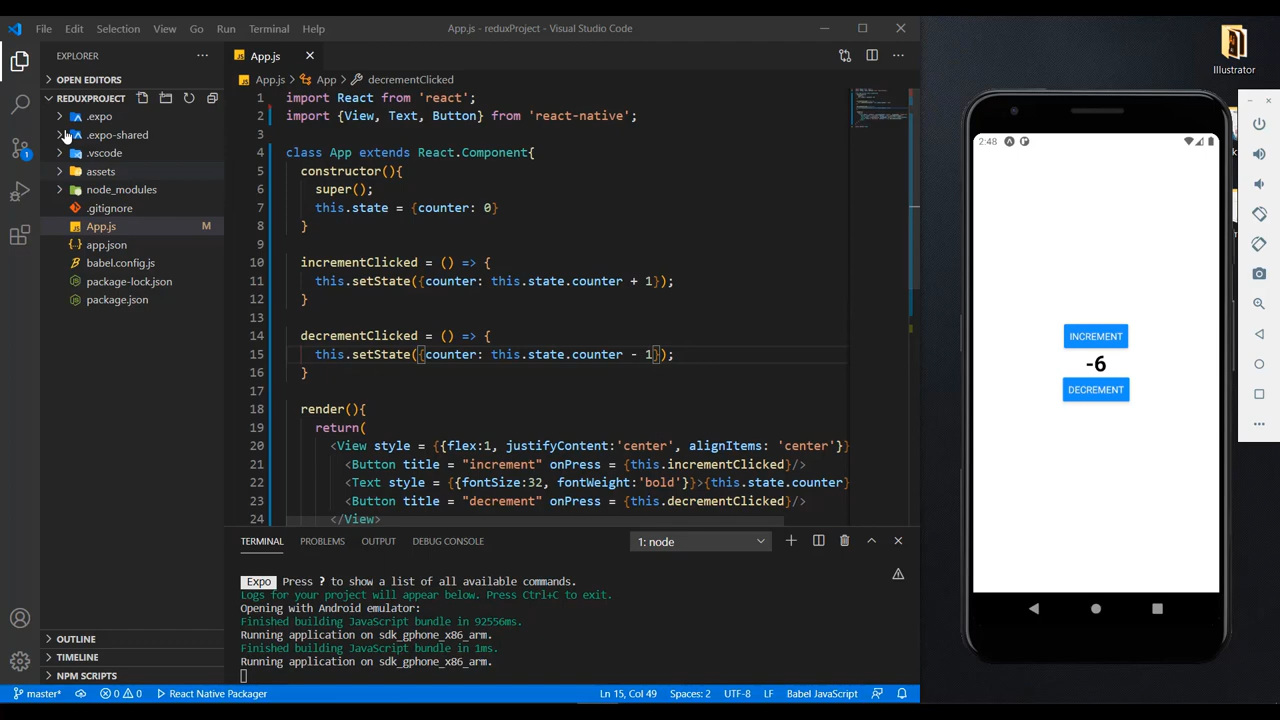 File Edit Selection View Go Run Terminal Help
App.js - reduxProject - Visual Studio Code
EXPLORER
OPEN EDITORS
REDUXPROJECT
.expo
.expo-shared
.vscode
assets
node_modules
.gitignore
App.js M
app.json
babel.config.js
package-lock.json
package.json
OUTLINE
TIMELINE
NPM SCRIPTS
1
App.js
App.js > App > decrementClicked
1 import React from 'react';
2 import {View, Text, Button} from 'react-native';
3
4 class App extends React.Component{
5 constructor(){
6 super();
7 this.state = {counter: 0}
8 }
9
10 incrementClicked = () => {
11 this.setState({counter: this.state.counter + 1});
12 }
13
14 decrementClicked = () => {
15 this.setState({counter: this.state.counter - 1});
16 }
17
18 render(){
19 return(
20 <View style = {{flex:1, justifyContent:'center', alignItems: 'center'}}
21 <Button title = "increment" onPress = {this.incrementClicked}/>
22 <Text style = {{fontSize:32, fontWeight:'bold'}}>{this.state.counter}
23 <Button title = "decrement" onPress = {this.decrementClicked}/>
24 </View>
TERMINAL PROBLEMS OUTPUT DEBUG CONSOLE 1: node
Expo Press ? to show a list of all available commands.
Logs for your project will appear below. Press Ctrl+C to exit.
Opening with Android emulator:
Finished building JavaScript bundle in 92556ms.
Running application on sdk_gphone_x86_arm.
Finished building JavaScript bundle in 1ms.
Running application on sdk_gphone_x86_arm.
master* 0 0 React Native Packager Ln 15, Col 49 Spaces: 2 UTF-8 LF Babel JavaScript
Illustrator
2:48
INCREMENT
-6
DECREMENT